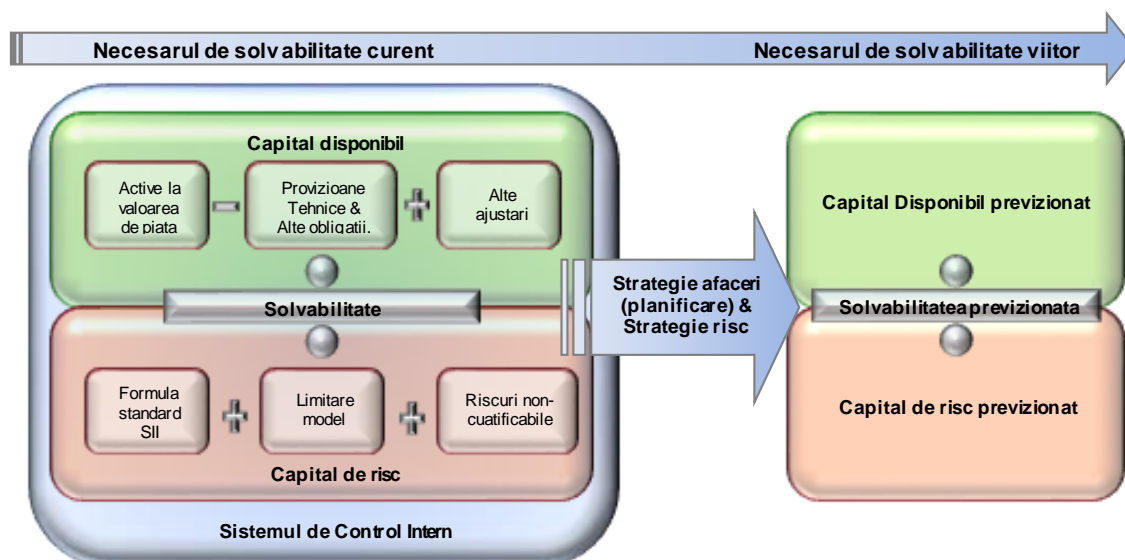 Necesarul de solvabilitate curent
Necesarul de solvabilitate viitor
Capital disponibil
Active la
valoarea
de piata
Provizioane
Tehnice &
Alte obligatii.
Alte
ajustari
Solvabilitate
Formula
standard
SII
Limitare
model
Riscuri non-
cuatificabile
Capital de risc
Sistemul de Control Intern
Strategie afaceri
(planificare) &
Strategie risc
Capital Disponibil previzionat
Solvabilitatea previzionata
Capital de risc previzionat